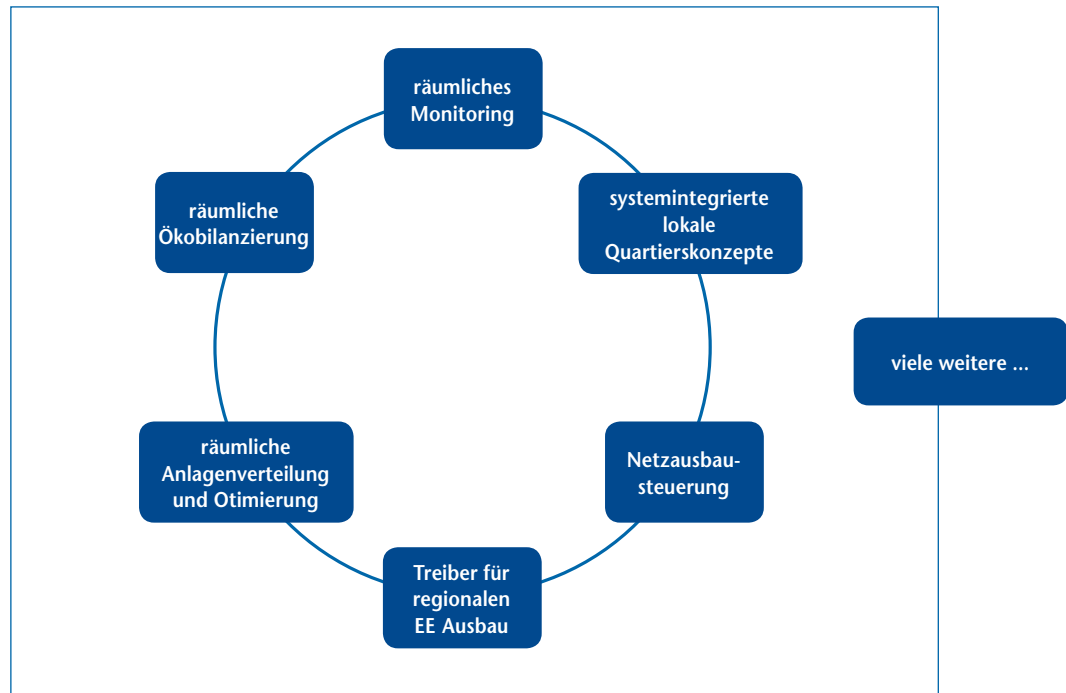 räumliches
Monitoring
systemintegrierte
lokale
Quartierskonzepte
räumliche
Ökobilanzierung
viele weitere ...
räumliche
Anlagenverteilung
und Otimierung
Netzausbau-
steuerung
Treiber für
regionalen
EE Ausbau